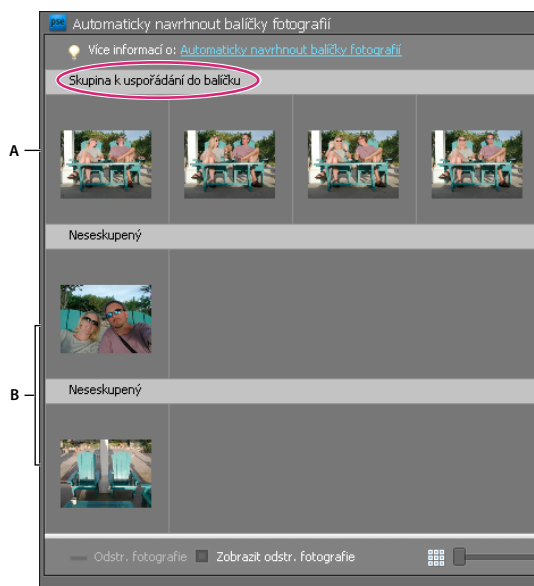 pse Automaticky navrhnout balíčky fotografií
Více informací o: Automaticky navrhnout balíčky fotografií
Skupina k uspořádání do balíčku
A
Neseskupený
B
Neseskupený
Odstr. fotografie Zobrazit odstr. fotografie